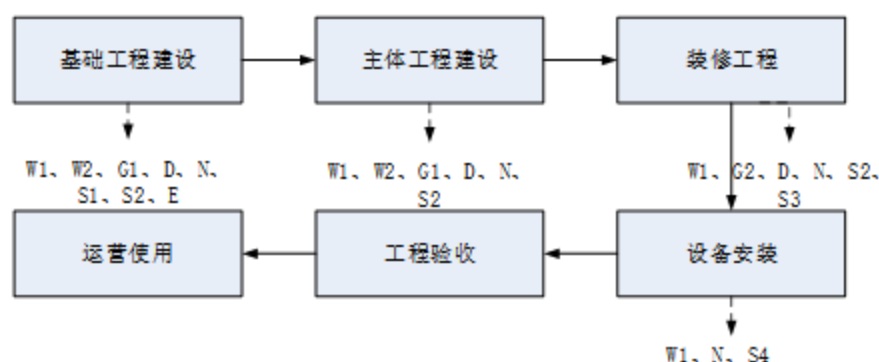 基础工程建设
主体工程建设
装修工程
W1、W2、G1、D、N、
S1、S2、E
W1、W2、G1、D、N、
S2
W1、G2、D、N、S2、
S3
运营使用
工程验收
设备安装
W1、N、S4